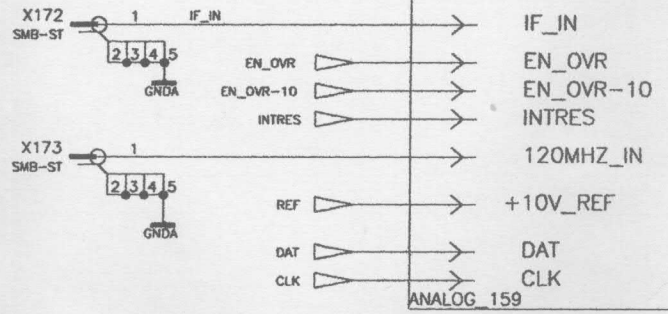 X172 1 IF_IN IF_IN
SMB-ST
2 3 4 5 EN_OVR EN_OVR
GNDA EN_OVR-10 EN_OVR-10
INTRES INTRES
X173 1 120MHZ_IN
SMB-ST
2 3 4 5
REF +10V_REF
GNDA
DAT DAT
CLK CLK
ANALOG_159